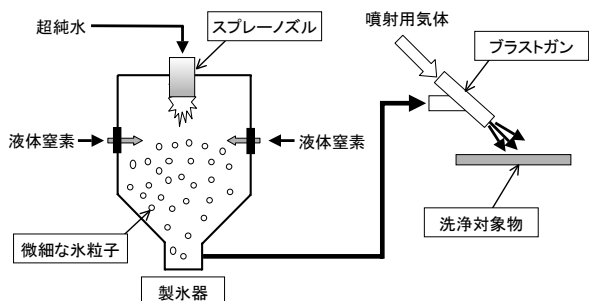 超純水
スプレーノズル
噴射用気体
ブラストガン
液体窒素
液体窒素
洗浄対象物
微細な氷粒子
製氷器